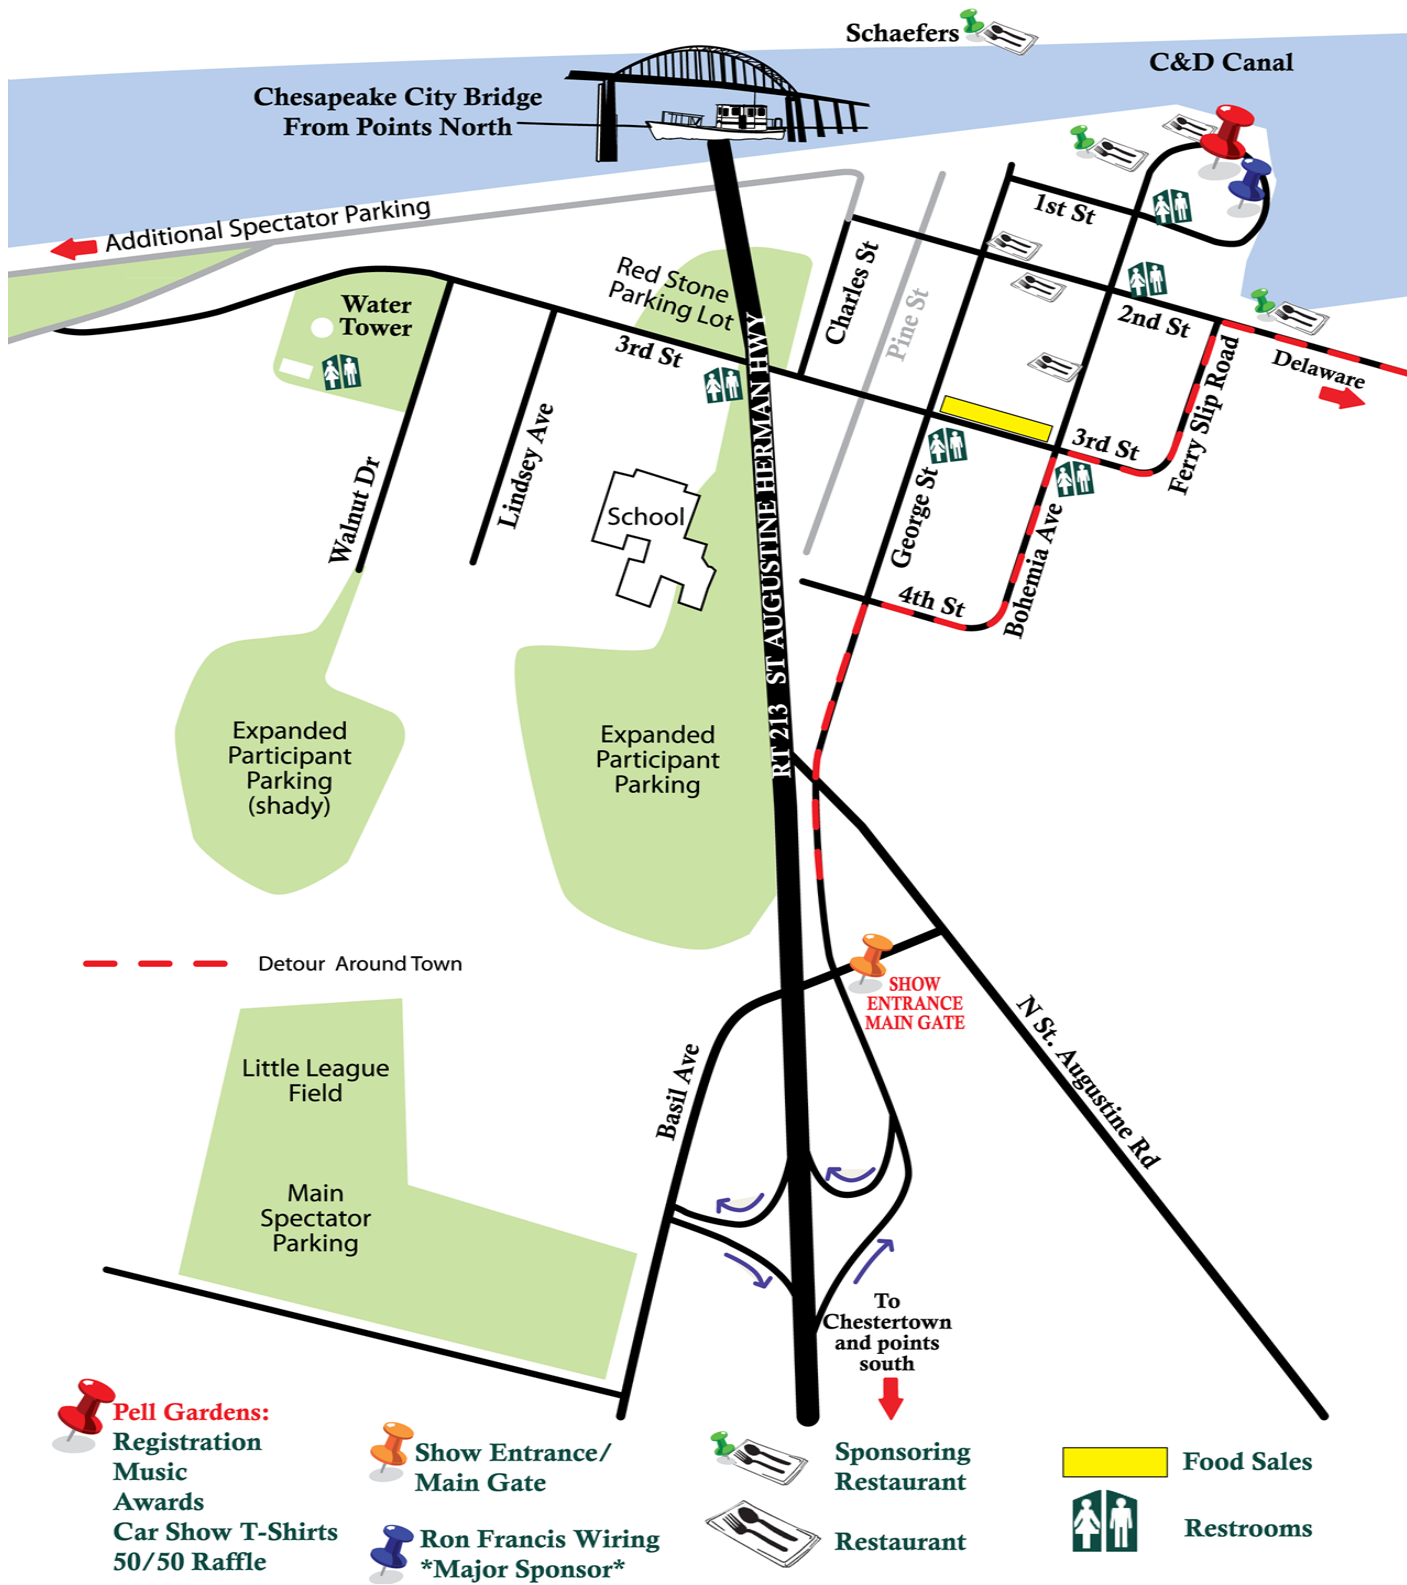 Schaefers
C&D Canal
Chesapeake City Bridge
From Points North
Additional Spectator Parking
1st St
Red Stone
Parking Lot
Charles St
Pine St
Water
Tower
2nd St
3rd St
Delaware
Ferry Slip Road
Lindsey Ave
3rd St
Walnut Dr
School
George St
Bohemia Ave
4th St
RT 213 ST AUGUSTINE HERMAN HWY
Expanded
Participant
Parking
(shady)
Expanded
Participant
Parking
Detour Around Town
SHOW
ENTRANCE
MAIN GATE
N St. Augustine Rd
Little League
Field
Basil Ave
Main
Spectator
Parking
To
Chestertown
and points
south
Pell Gardens:
Registration
Music
Awards
Car Show T-Shirts
50/50 Raffle
Show Entrance/
Main Gate
Ron Francis Wiring
*Major Sponsor*
Sponsoring
Restaurant
Restaurant
Food Sales
Restrooms